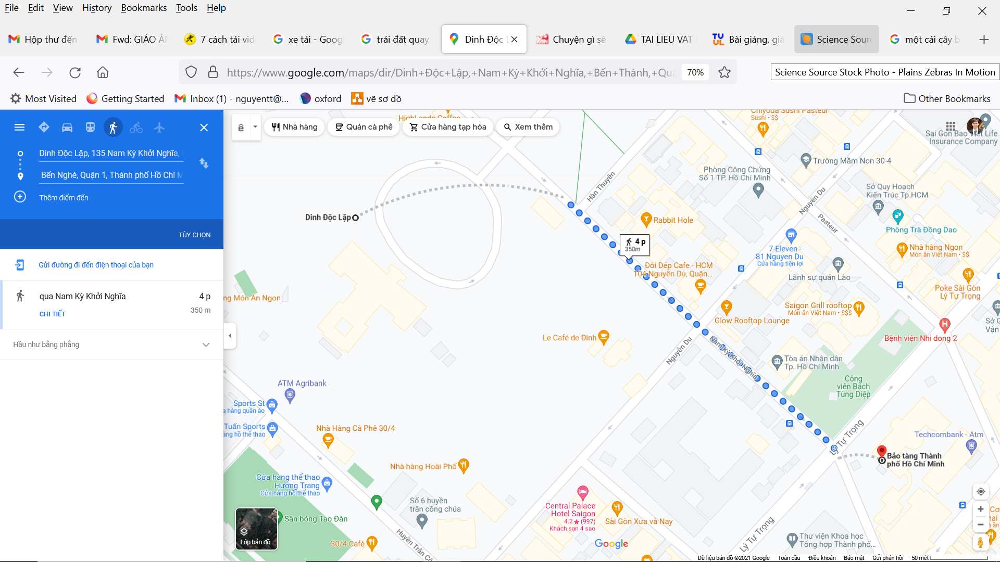 File Edit View History Bookmarks Tools Help
Hộp thư đến
Fwd: GIÁO ÁN
7 cách tải vid
xe tải - Googl
trái đất quay
Dinh Độc L
Chuyện gì sẽ
TAI LIEU VAT
Bài giảng, giá
Science Sourc
một cái cây b
https://www.google.com/maps/dir/Dinh+Độc+Lập,+Nam+Kỳ+Khởi+Nghĩa,+Bến+Thành,+Quậ
70%
Science Source Stock Photo - Plains Zebras In Motion
Most Visited
Getting Started
Inbox (1) - nguyentt@...
oxford
vẽ sơ đồ
Other Bookmarks
Dinh Độc Lập, 135 Nam Kỳ Khởi Nghĩa,
Bến Nghé, Quận 1, Thành phố Hồ Chí M
Thêm điểm đến
TÙY CHỌN
Gửi đường đi đến điện thoại của bạn
qua Nam Kỳ Khởi Nghĩa
4 p
CHI TIẾT
350 m
Hầu như bằng phẳng
ê
Nhà hàng
Quán cà phê
Cửa hàng tạp hóa
Xem thêm
Highlands Coffee
Chiyoda Sushi Pasteur
Sushi • $$
Sai Gon Bao Viet Life
Insurance Company
Trường Mầm Non 30-4
Phòng Công Chứng
Số 1 TP. Hồ Chí Minh
Hàn Thuyên
Sở Quy Hoạch
Kiến Trúc Tp.HCM
Nguyễn Du
Pasteur
Dinh Độc Lập
Rabbit Hole
Phòng Trà Đồng Dao
4 p
350m
7-Eleven -
81 Nguyen Du
Cửa hàng tiện lợi
Nhà hàng Ngon
Món ăn Việt Nam • $$
Đôi Dép Cafe - HCM
104 Nguyễn Du, Quận...
Lãnh sự quán Lào
Poke Sài Gòn
Lý Tự Trọng
ng Món Ăn Ngon
Saigon Grill rooftop
Món ăn Việt Nam • $$$
Glow Rooftop Lounge
Sở G
Vận
Le Café de Dinh
Bệnh viện Nhi dong 2
Nguyễn Du
Nam Kỳ Khởi Nghĩa
Tòa án Nhân dân
Tp. Hồ Chí Minh
Công
viên Bách
Tùng Diệp
ATM Agribank
Sports St
a hàng quần áo
Tuấn Sports
àng hồ thể thao
Nhà Hàng Cà Phê 30/4
Lý Tự Trọng
Techcombank - Atm
Bảo tàng Thành
phố Hồ Chí Minh
Nhà hàng Hoài Phố
Cửa hàng thể thao
Hương Trang
Cửa hàng hồ thể thao
Số 6 huyền
trân công chúa
Central Palace
Hotel Saigon
4.2★(997)
Khách sạn 4 sao
Sài Gòn Xưa và Nay
Sân bóng Tao Đàn
Lớp bản đồ
30/4 Café
Huyền Trân Cô
Google
Lý Tự Trọng
Thư viện Khoa học
Tổng hợp Thành phố...
Dữ liệu bản đồ ©2021 Google
Toàn cầu
Điều khoản
Bảo mật
Gửi phản hồi
50 mét